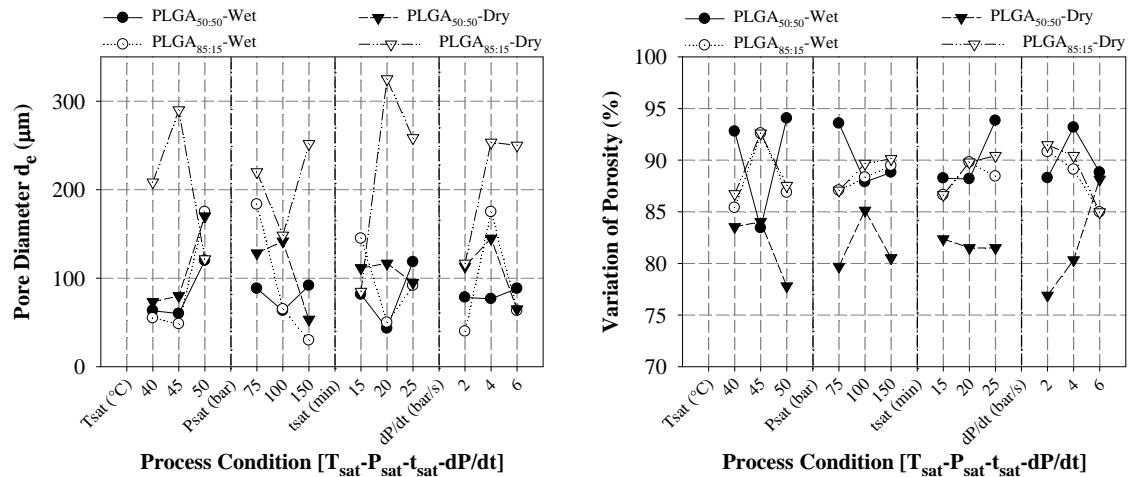 PLGA50:50-Wet
PLGA50:50-Dry
PLGA85:15-Wet
PLGA85:15-Dry
Pore Diameter de (μm)
300
200
100
0
Tsat (°C)
40
45
50
Psat (bar)
75
100
150
tsat (min)
15
20
25
dP/dt (bar/s)
2
4
6
Process Condition [Tsat-Psat-tsat-dP/dt]
PLGA50:50-Wet
PLGA50:50-Dry
PLGA85:15-Wet
PLGA85:15-Dry
Variation of Porosity (%)
100
95
90
85
80
75
70
Tsat (°C)
40
45
50
Psat (bar)
75
100
150
tsat (min)
15
20
25
dP/dt (bar/s)
2
4
6
Process Condition [Tsat-Psat-tsat-dP/dt]